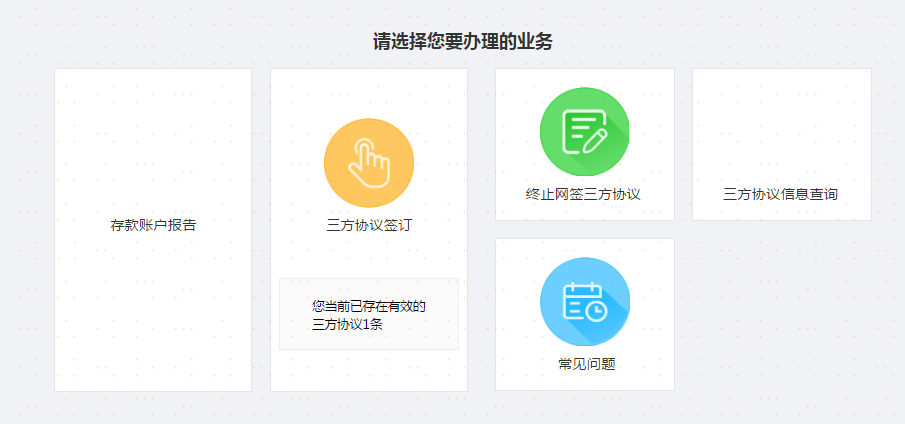 请选择您要办理的业务
存款账户报告
三方协议签订
您当前已存在有效的
三方协议1条
终止网签三方协议
三方协议信息查询
常见问题